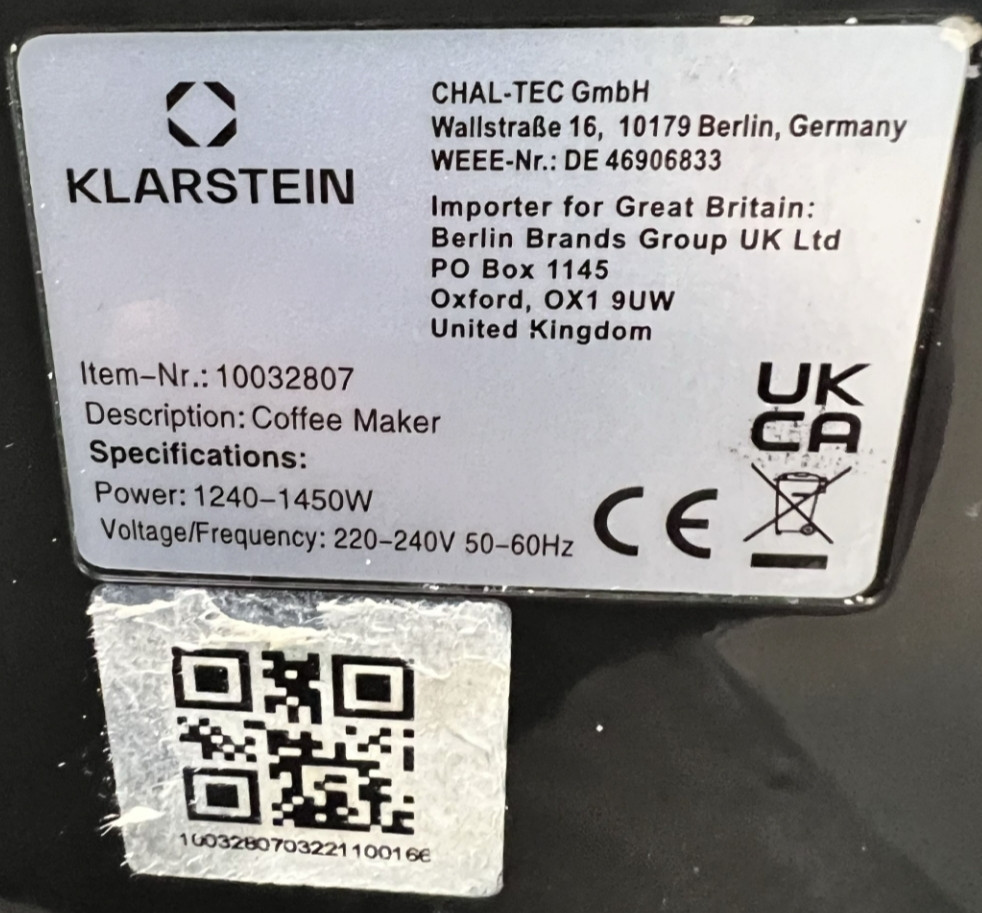 KLARSTEIN
CHAL-TEC GmbH
Wallstraße 16, 10179 Berlin, Germany
WEEE-Nr.: DE 46906833
Importer for Great Britain:
Berlin Brands Group UK Ltd
PO Box 1145
Oxford, OX1 9UW
United Kingdom
Item-Nr.: 10032807
Description: Coffee Maker
Specifications:
Power: 1240-1450W
Voltage/Frequency: 220-240V 50-60Hz
CE
UK
CA
1003280703221100166